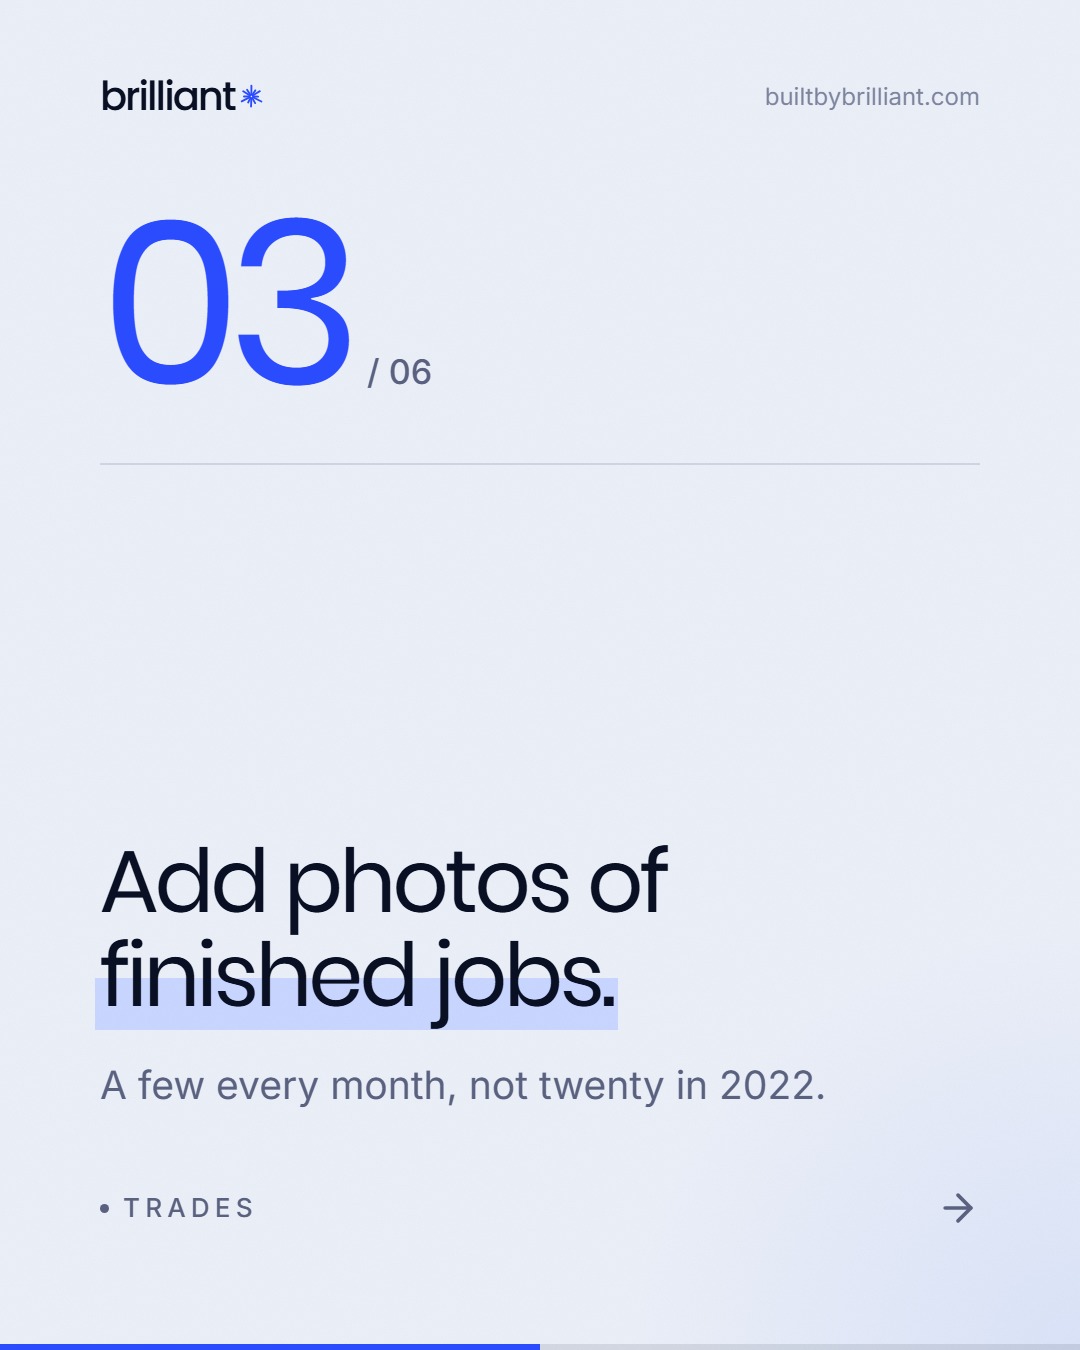 brilliant
builtbybrilliant.com
03 / 06
Add photos of
finished jobs.
A few every month, not twenty in 2022.
• TRADES